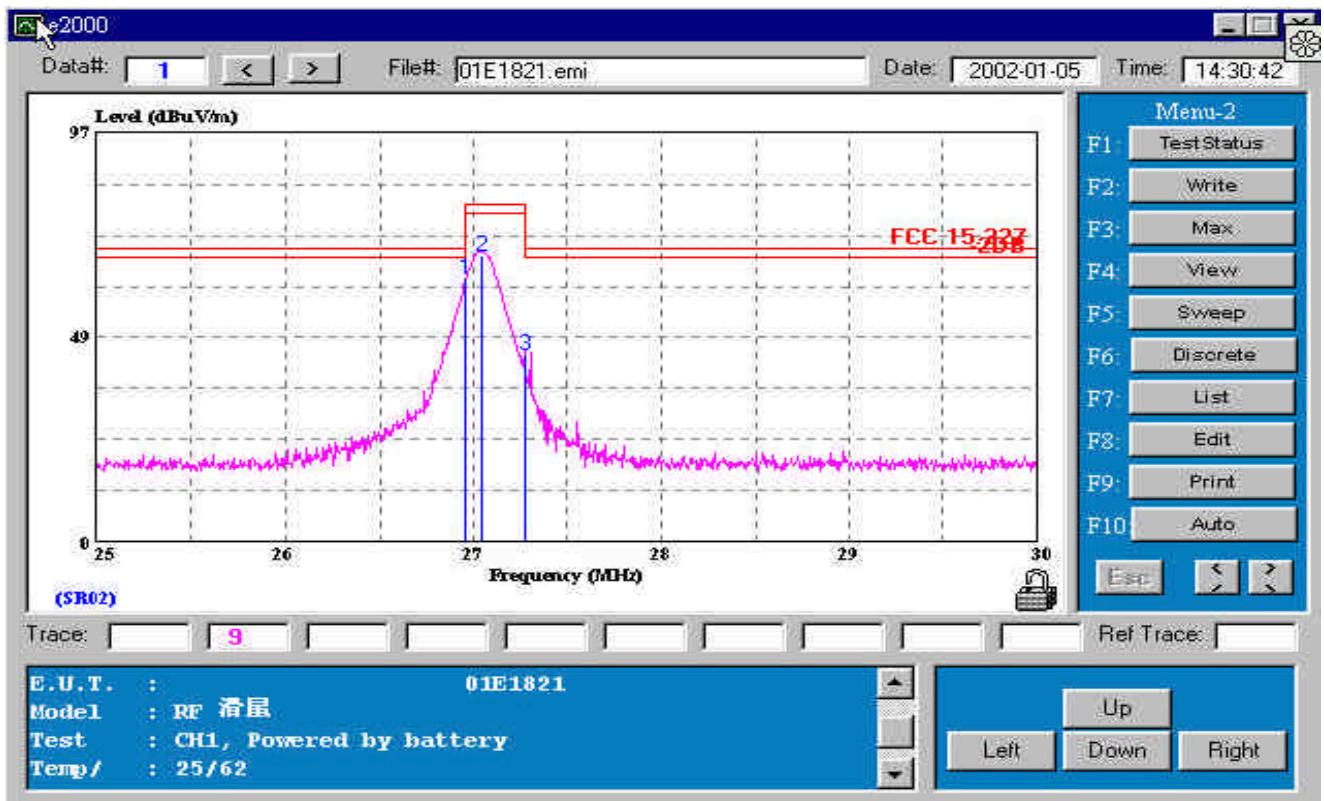 e2000
Data#: 1 < > File#: 01E1821.emi Date: 2002-01-05 Time: 14:30:42
Level (dBuV/m)
97
49
0
25 26 27 28 29 30
Frequency (MHz)
FCC 15.227
-2DB
1
2
3
(SR02)
Menu-2
F1: TestStatus
F2: Write
F3: Max
F4: View
F5: Sweep
F6: Discrete
F7: List
F8: Edit
F9: Print
F10: Auto
Esc < > > <
Trace: 9 Ref Trace:
E.U.T. : 01E1821
Model : RF 滑鼠
Test : CH1, Powered by battery
Temp/ : 25/62
Up
Left Down Right